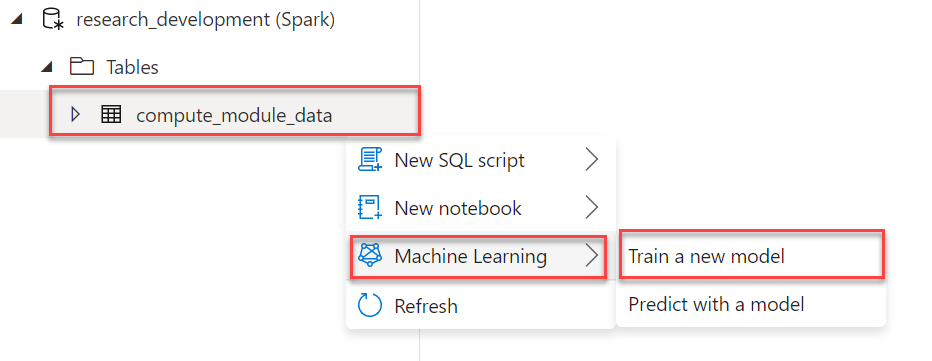 research_development (Spark)
Tables
compute_module_data
New SQL script
New notebook
Machine Learning
Train a new model
Refresh
Predict with a model